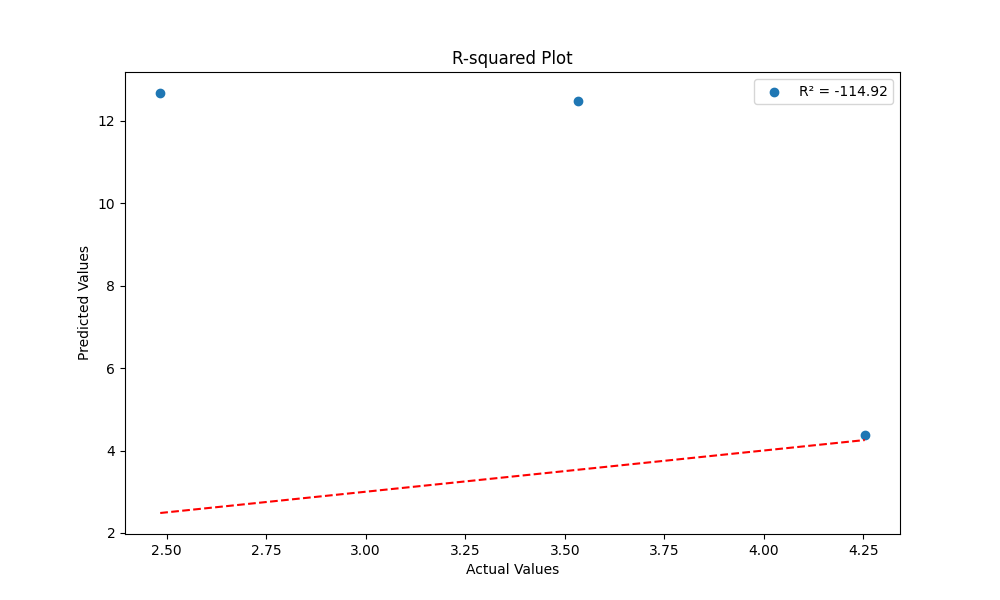 R-squared Plot
R² = -114.92
12
10
8
6
4
2
Predicted Values
2.50 2.75 3.00 3.25 3.50 3.75 4.00 4.25
Actual Values